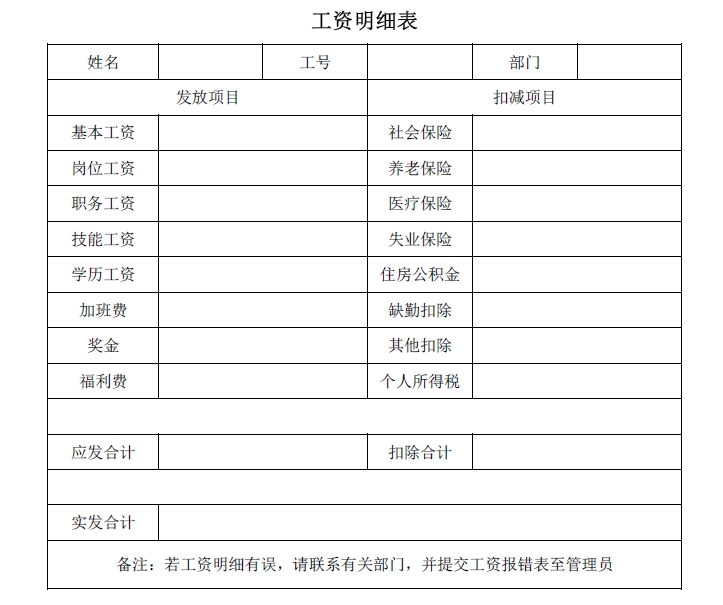 工资明细表
姓名 工号 部门
发放项目 扣减项目
基本工资 社会保险
岗位工资 养老保险
职务工资 医疗保险
技能工资 失业保险
学历工资 住房公积金
加班费 缺勤扣除
奖金 其他扣除
福利费 个人所得税
应发合计 扣除合计
实发合计
备注：若工资明细有误，请联系有关部门，并提交工资报错表至管理员